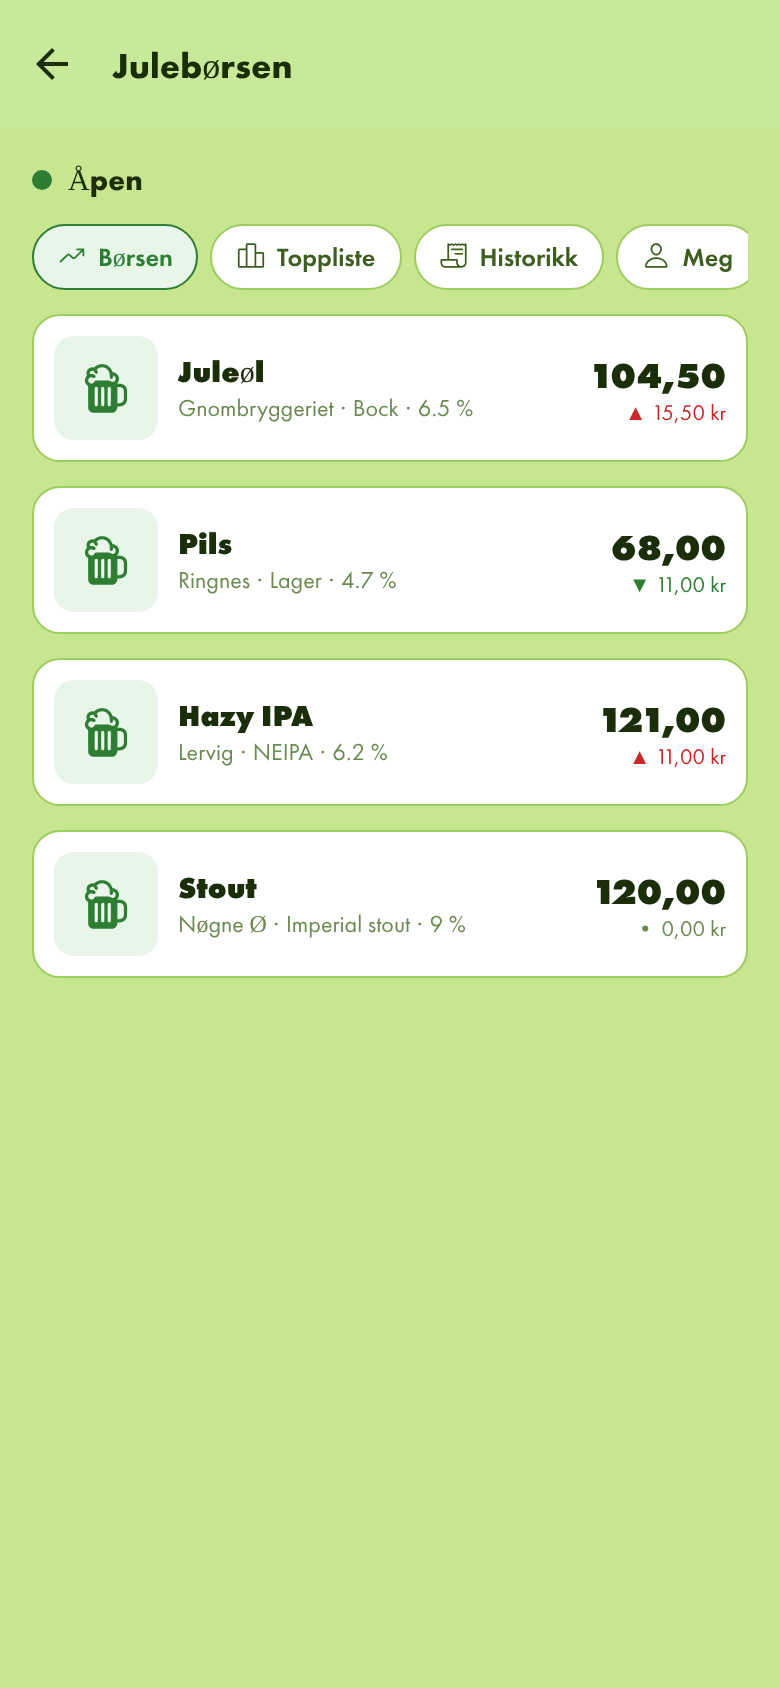 Julebørsen
Åpen
Børsen
Toppliste
Historikk
Meg
Juleøl
104,50
Gnombryggeriet · Bock · 6.5 %
▲ 15,50 kr
Pils
68,00
Ringnes · Lager · 4.7 %
▼ 11,00 kr
Hazy IPA
121,00
Lervig · NEIPA · 6.2 %
▲ 11,00 kr
Stout
120,00
Nøgne Ø · Imperial stout · 9 %
• 0,00 kr